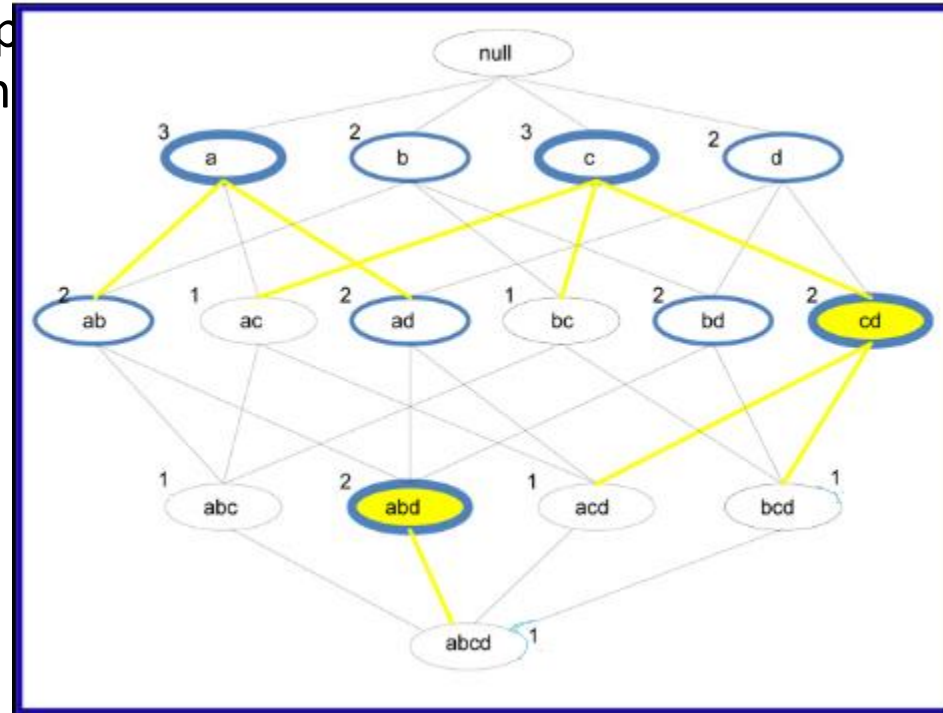 p
n
null
3 a 2 b 3 c 2 d
2 ab 1 ac 2 ad 1 bc 2 bd 2 cd
1 abc 2 abd 1 acd bcd 1
abcd 1